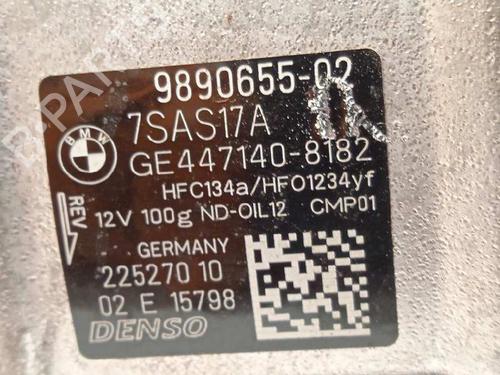 9890655-02
7SAS17A
BMW
GE447140-8182
HFC134a/HFO1234yf
REV
12V 100g ND-OIL12 CMP01
GERMANY
225270 10
02 E 15798
DENSO